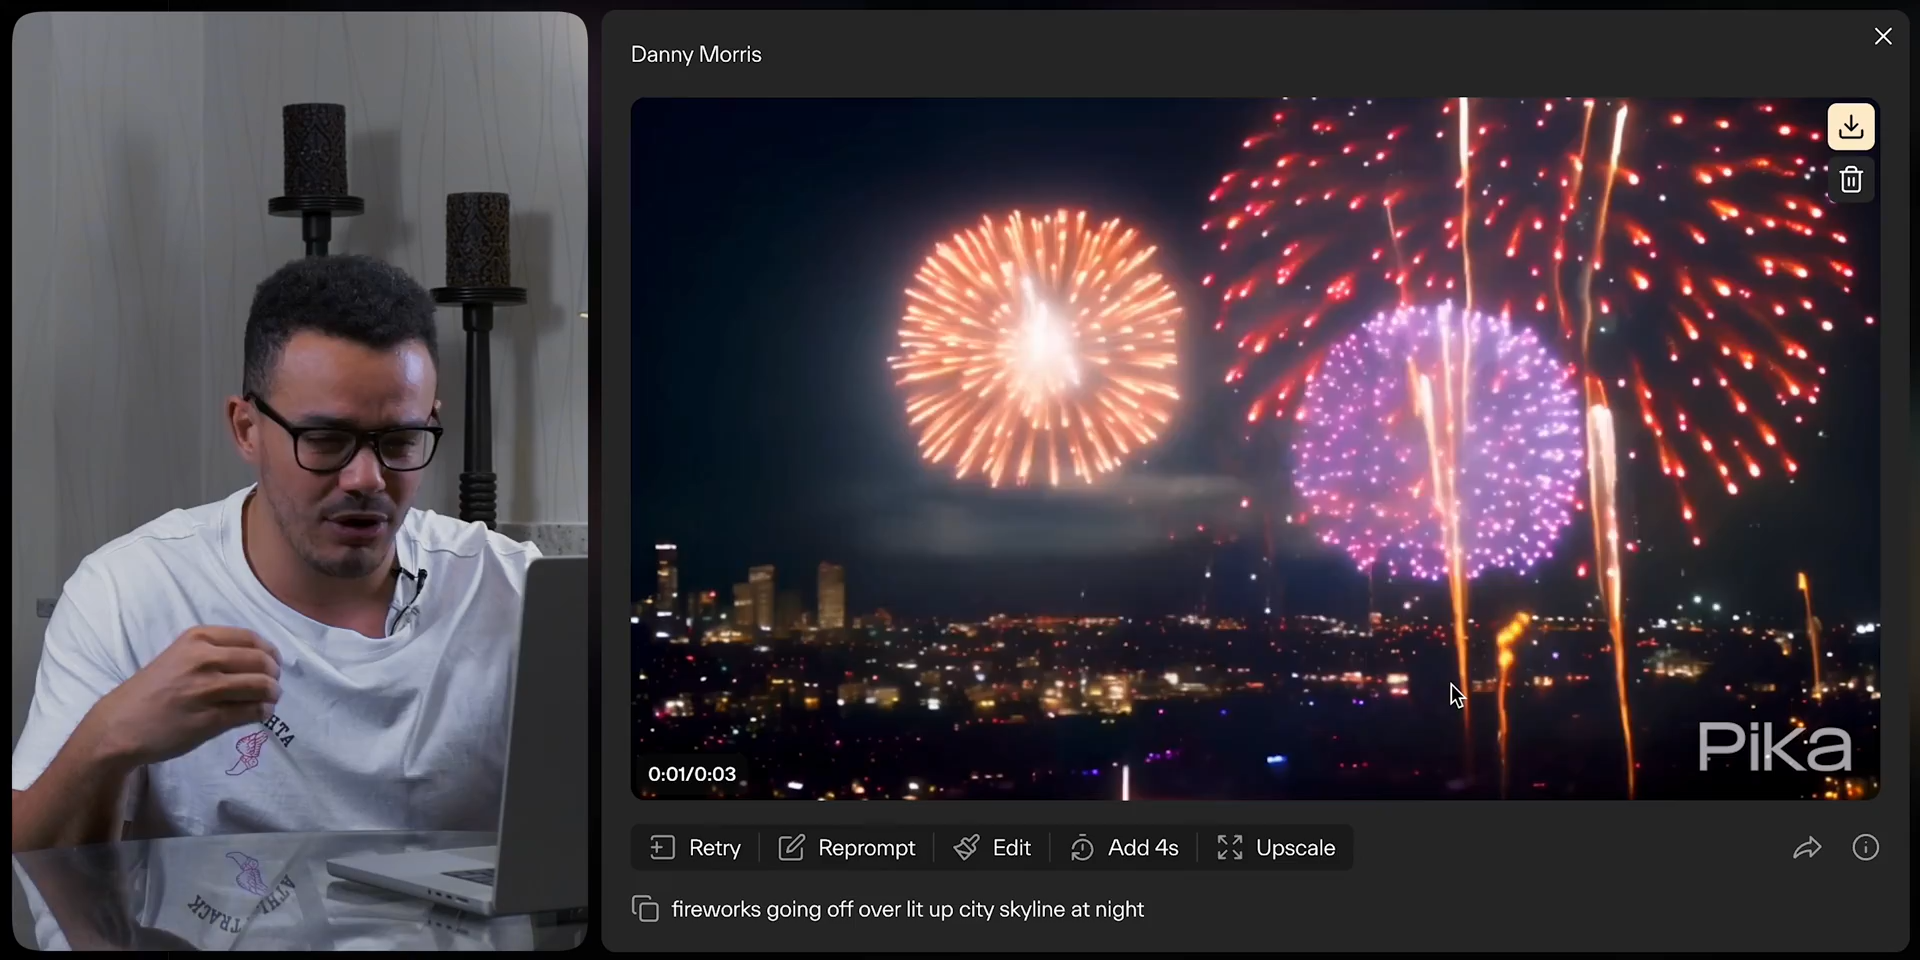 Danny Morris
0:01/0:03
Pika
Retry
Reprompt
Edit
Add 4s
Upscale
fireworks going off over lit up city skyline at night
TRACK